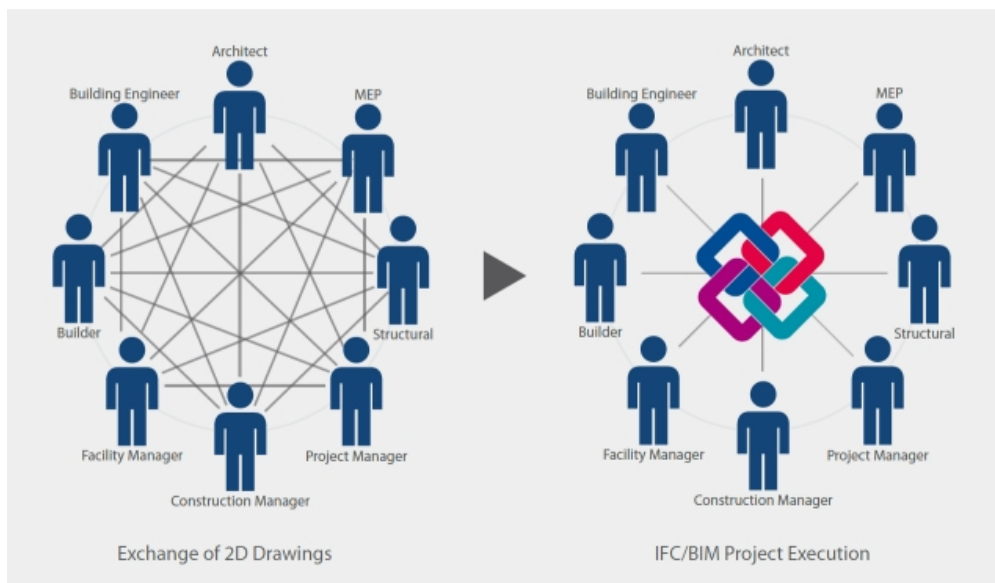 Architect
Building Engineer
MEP
Builder
Structural
Facility Manager
Project Manager
Construction Manager
Exchange of 2D Drawings
Architect
Building Engineer
MEP
Builder
Structural
Facility Manager
Project Manager
Construction Manager
IFC/BIM Project Execution